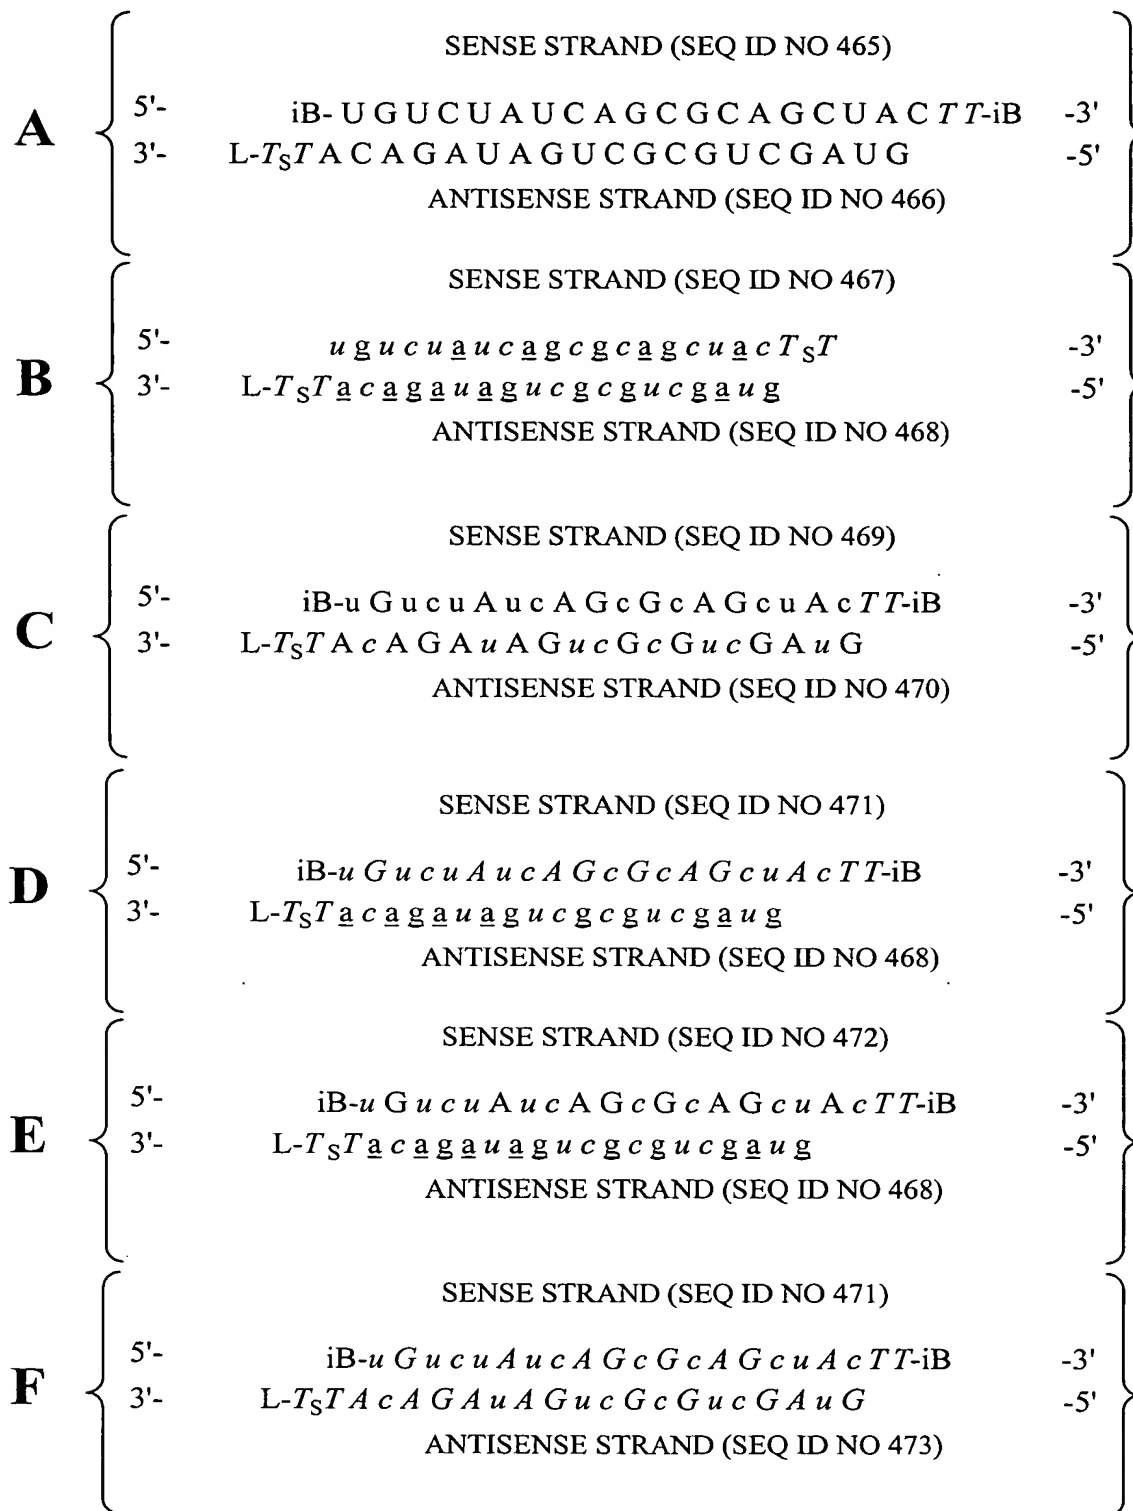 SENSE STRAND (SEQ ID NO 465)
A
5'- iB- U G U C U A U C A G C G C A G C U A C T T-iB -3'
3'- L-TST A C A G A U A G U C G C G U C G A U G -5'
ANTISENSE STRAND (SEQ ID NO 466)
SENSE STRAND (SEQ ID NO 467)
B
5'- u g u c u a u c a g c g c a g c u a c TST -3'
3'- L-TST a c a g a u a g u c g c g u c g a u g -5'
ANTISENSE STRAND (SEQ ID NO 468)
SENSE STRAND (SEQ ID NO 469)
C
5'- iB-u G u c u A u c A G c G c A G c u A c T T-iB -3'
3'- L-TST A c A G A u A G u c G c G u c G A u G -5'
ANTISENSE STRAND (SEQ ID NO 470)
SENSE STRAND (SEQ ID NO 471)
D
5'- iB-u G u c u A u c A G c G c A G c u A c T T-iB -3'
3'- L-TST a c a g a u a g u c g c g u c g a u g -5'
ANTISENSE STRAND (SEQ ID NO 468)
SENSE STRAND (SEQ ID NO 472)
E
5'- iB-u G u c u A u c A G c G c A G c u A c T T-iB -3'
3'- L-TST a c a g a u a g u c g c g u c g a u g -5'
ANTISENSE STRAND (SEQ ID NO 468)
SENSE STRAND (SEQ ID NO 471)
F
5'- iB-u G u c u A u c A G c G c A G c u A c T T-iB -3'
3'- L-TST A c A G A u A G u c G c G u c G A u G -5'
ANTISENSE STRAND (SEQ ID NO 473)